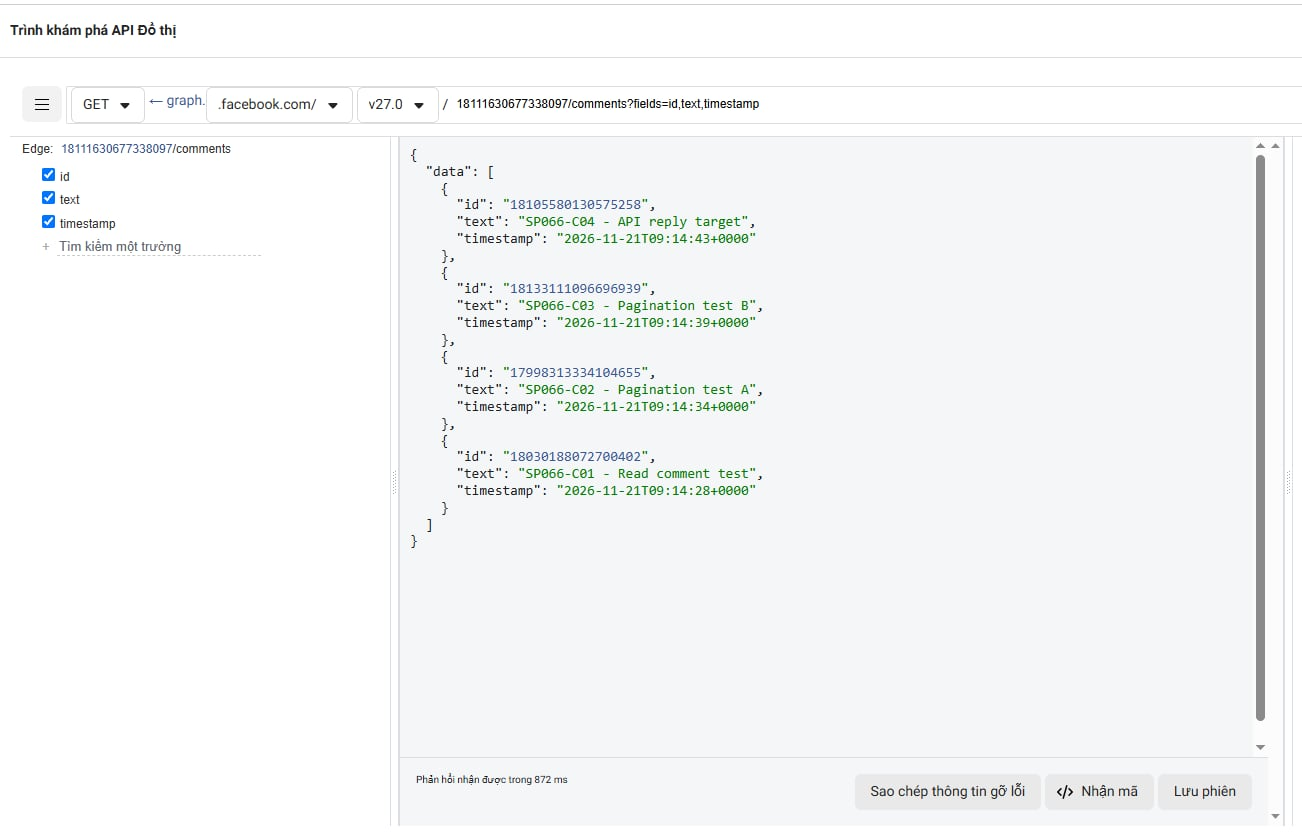 Trình khám phá API Đồ thị
GET ← graph. .facebook.com/ v27.0 / 18111630677338097/comments?fields=id,text,timestamp
Edge: 18111630677338097/comments
id
text
timestamp
+ Tìm kiếm một trường
{
"data": [
{
"id": "18105580130575258",
"text": "SP066-C04 - API reply target",
"timestamp": "2026-11-21T09:14:43+0000"
},
{
"id": "18133111096696939",
"text": "SP066-C03 - Pagination test B",
"timestamp": "2026-11-21T09:14:39+0000"
},
{
"id": "17998313334104655",
"text": "SP066-C02 - Pagination test A",
"timestamp": "2026-11-21T09:14:34+0000"
},
{
"id": "18030188072700402",
"text": "SP066-C01 - Read comment test",
"timestamp": "2026-11-21T09:14:28+0000"
}
]
}
Phản hồi nhận được trong 872 ms
Sao chép thông tin gỡ lỗi </> Nhận mã Lưu phiên